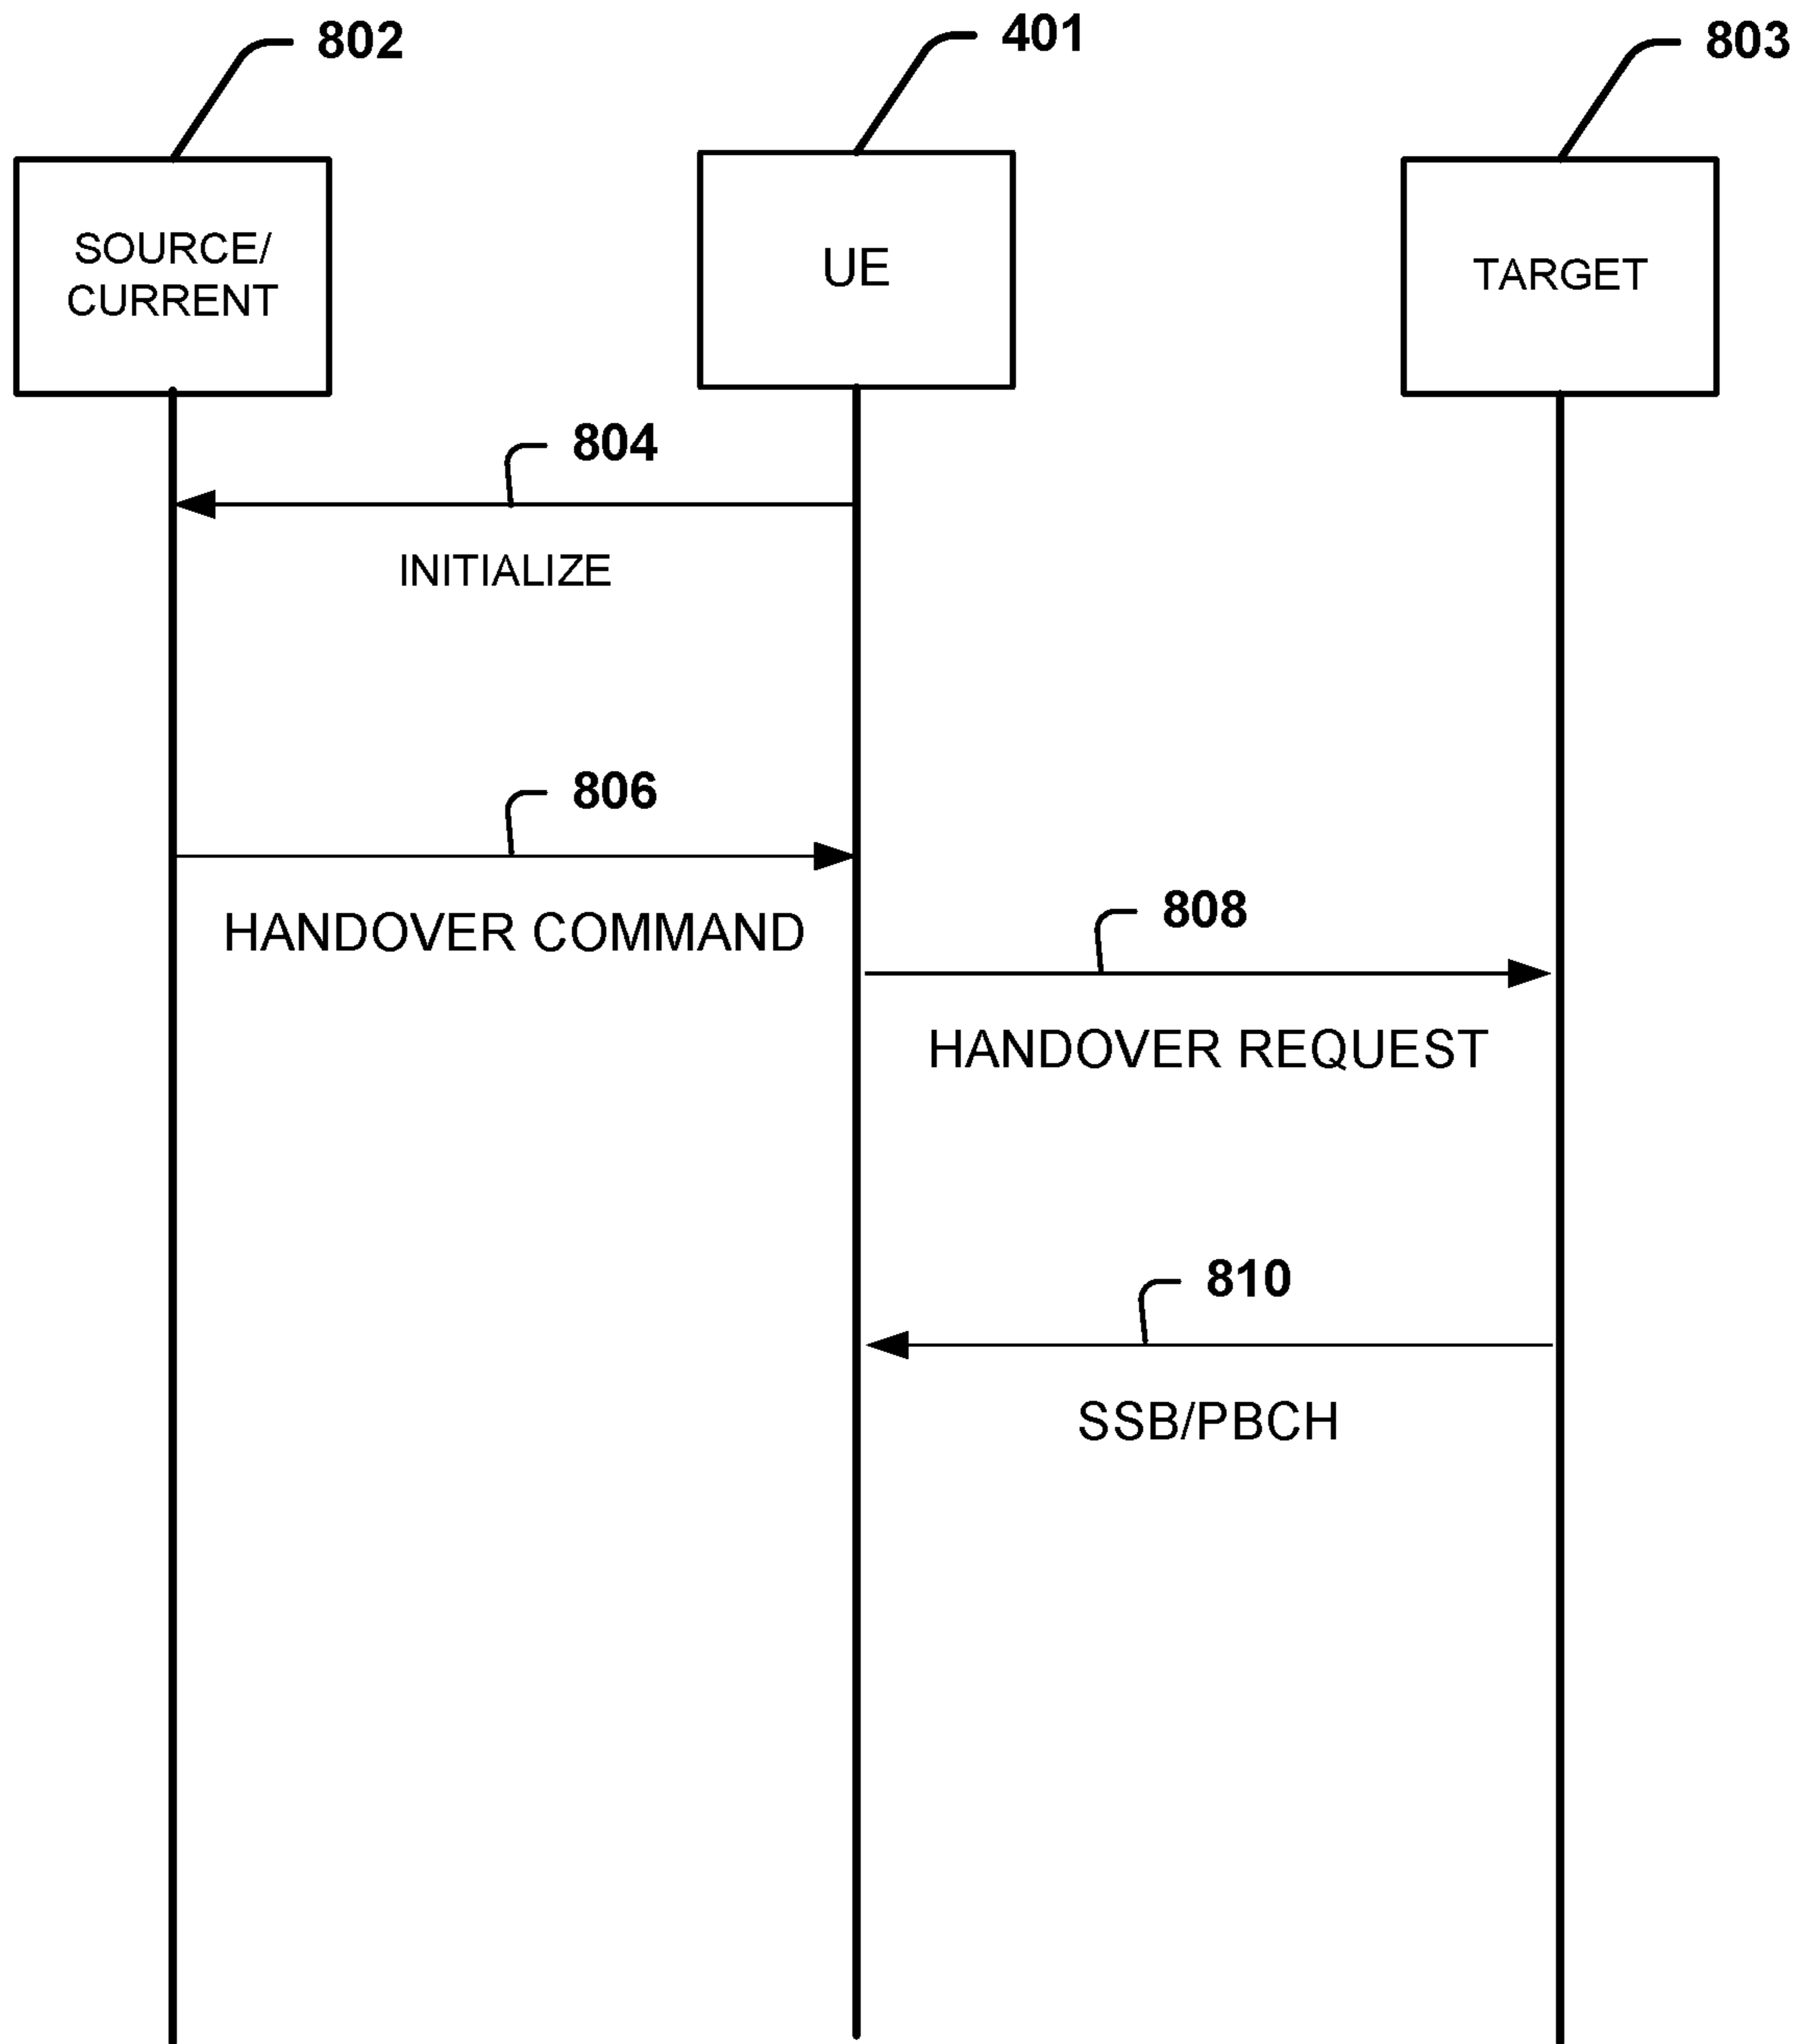 802
401
803
SOURCE/
CURRENT
UE
TARGET
804
INITIALIZE
806
HANDOVER COMMAND
808
HANDOVER REQUEST
810
SSB/PBCH